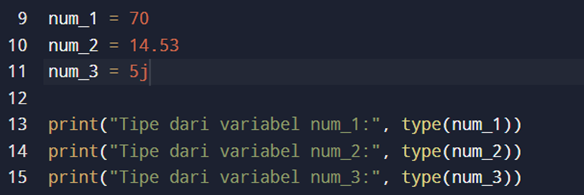 9 num_1 = 70
10 num_2 = 14.53
11 num_3 = 5j
12
13 print("Tipe dari variabel num_1:", type(num_1))
14 print("Tipe dari variabel num_2:", type(num_2))
15 print("Tipe dari variabel num_3:", type(num_3))